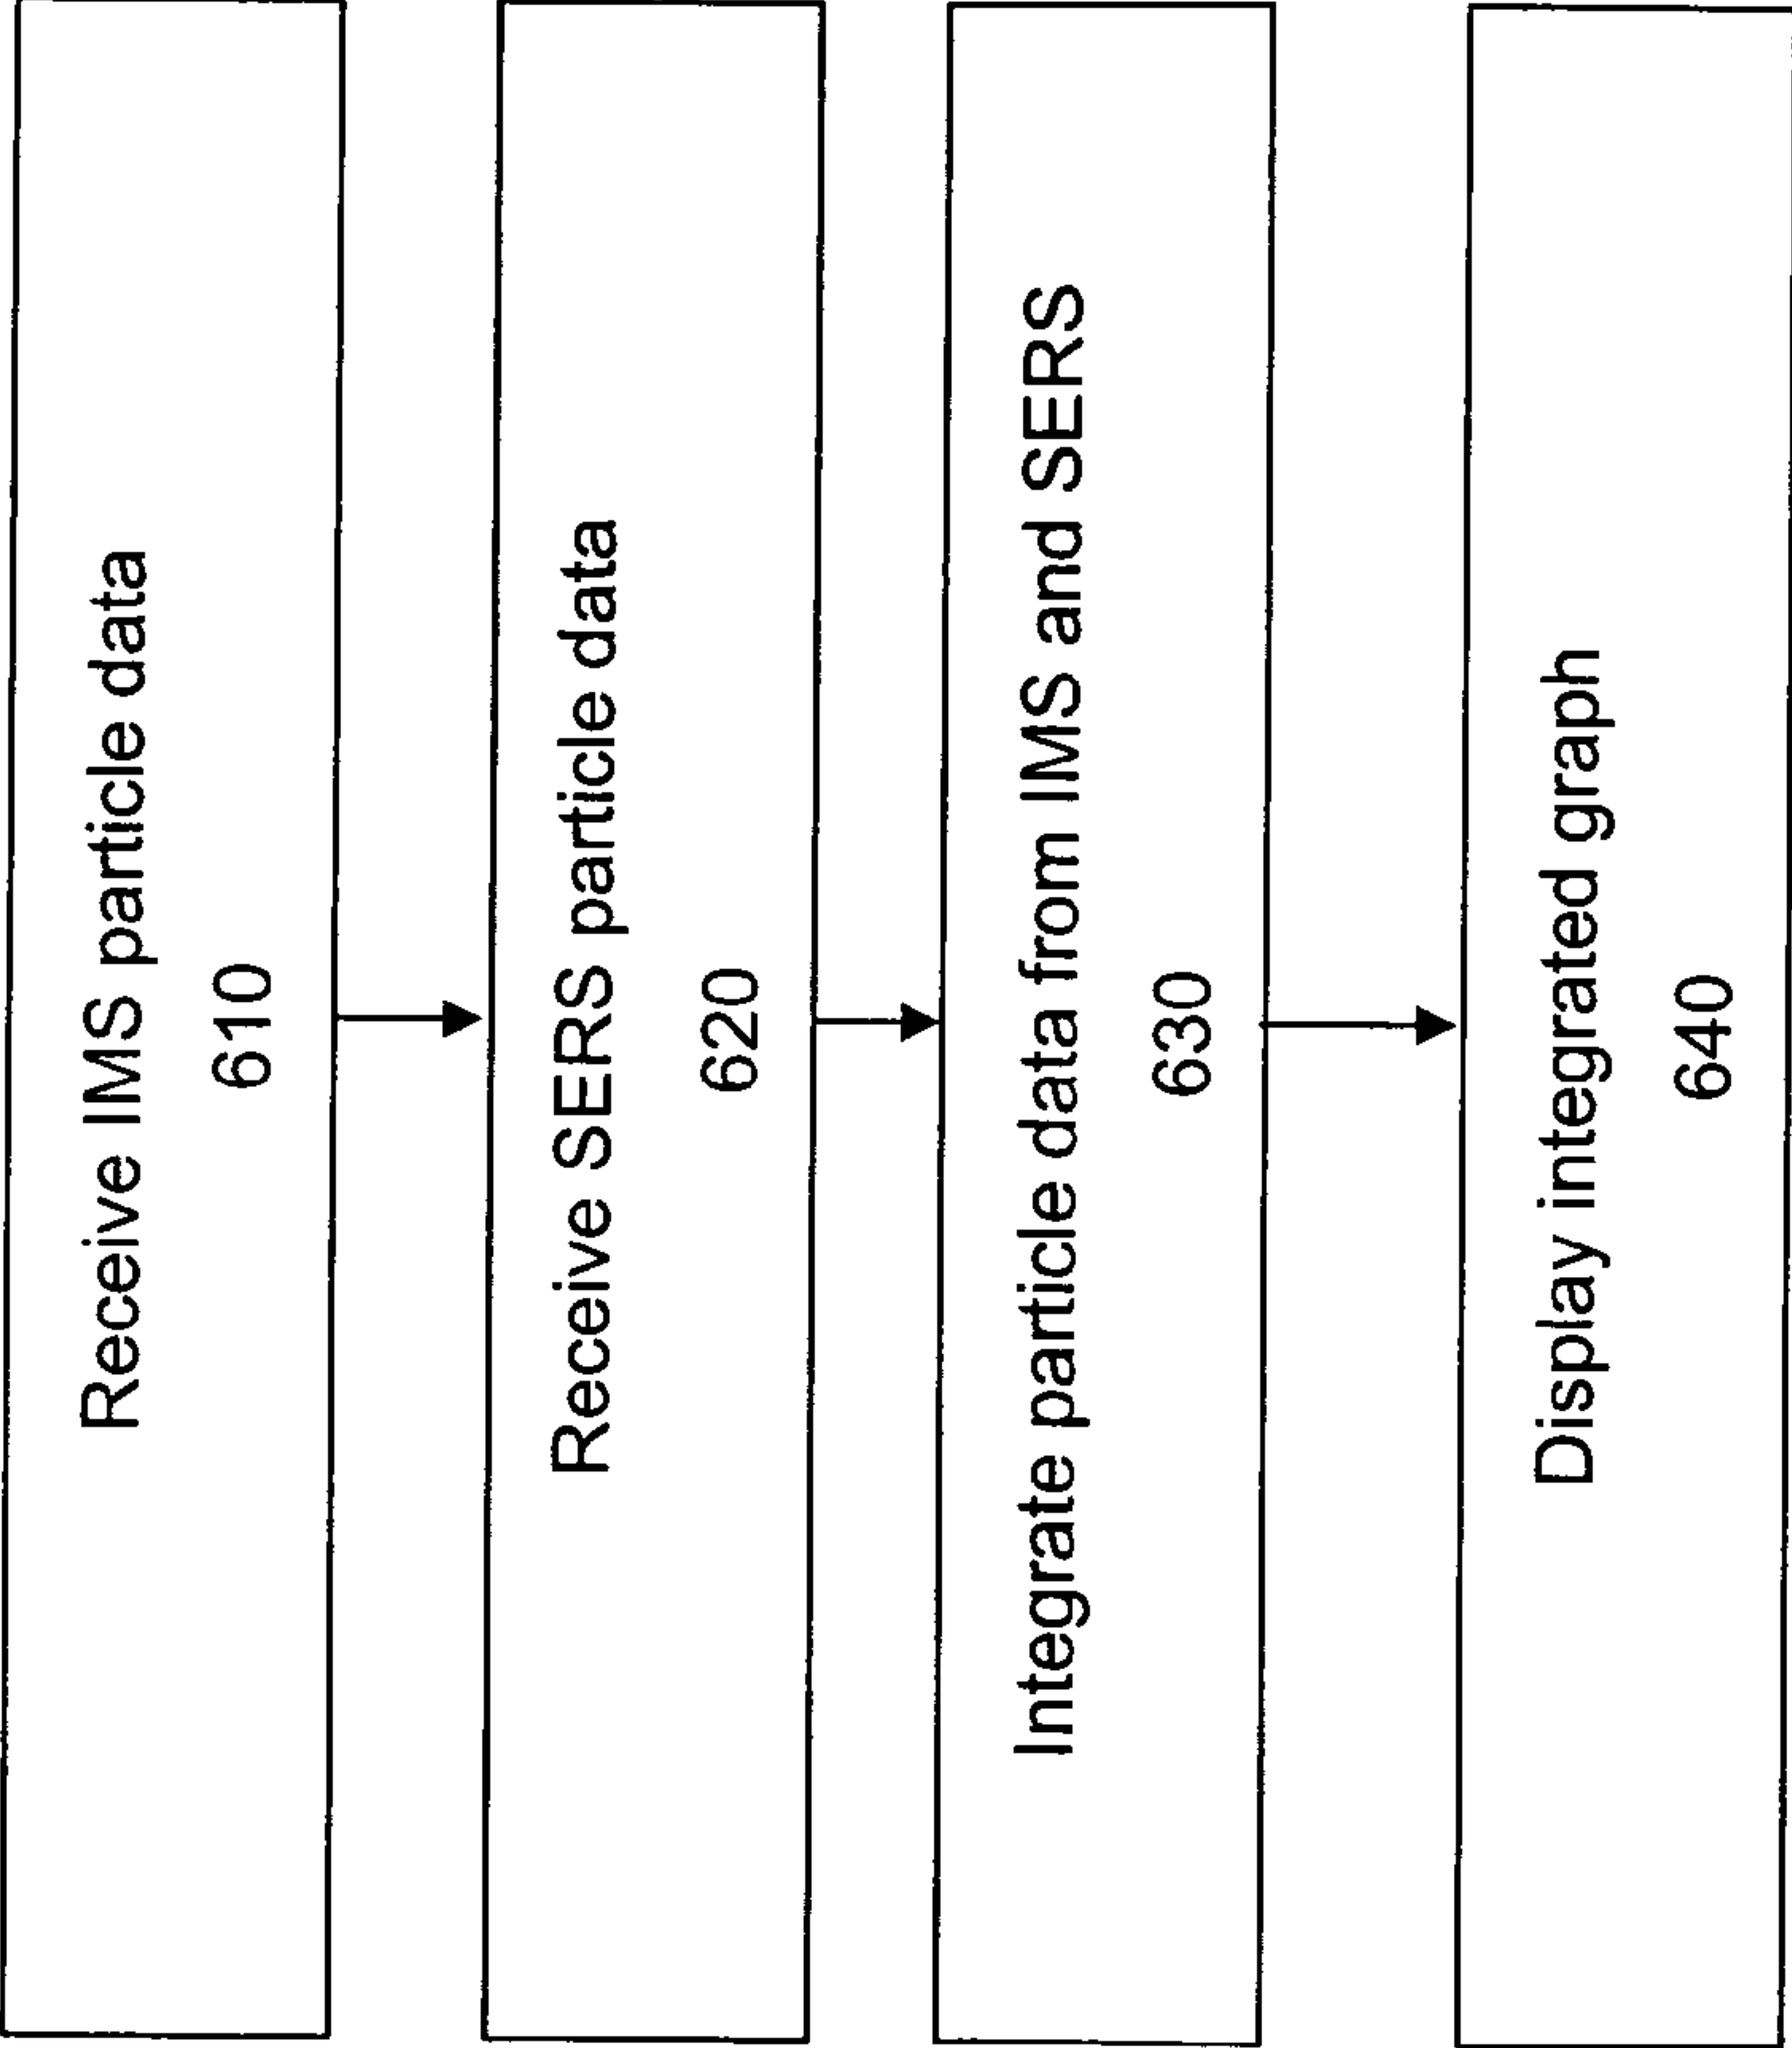 Receive IMS particle data
610
Receive SERS particle data
620
Integrate particle data from IMS and SERS
630
Display integrated graph
640